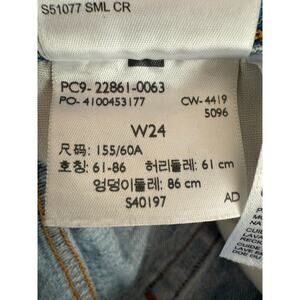 S51077 SML CR
PC9- 22861-0063
PO- 4100453177 CW- 4419
5096
W24
尺码: 155/60A
호칭: 61-86 허리둘레: 61 cm
엉덩이둘레: 86 cm
S40197 AD